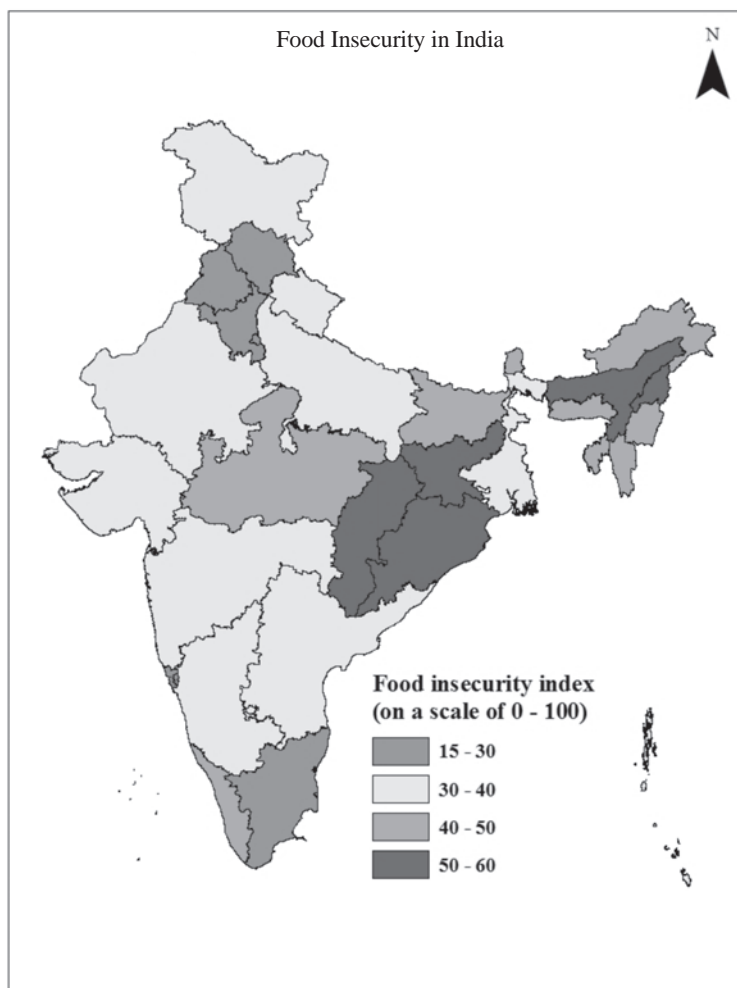 Food Insecurity in India
N
Food insecurity index
(on a scale of 0 - 100)
15 - 30
30 - 40
40 - 50
50 - 60